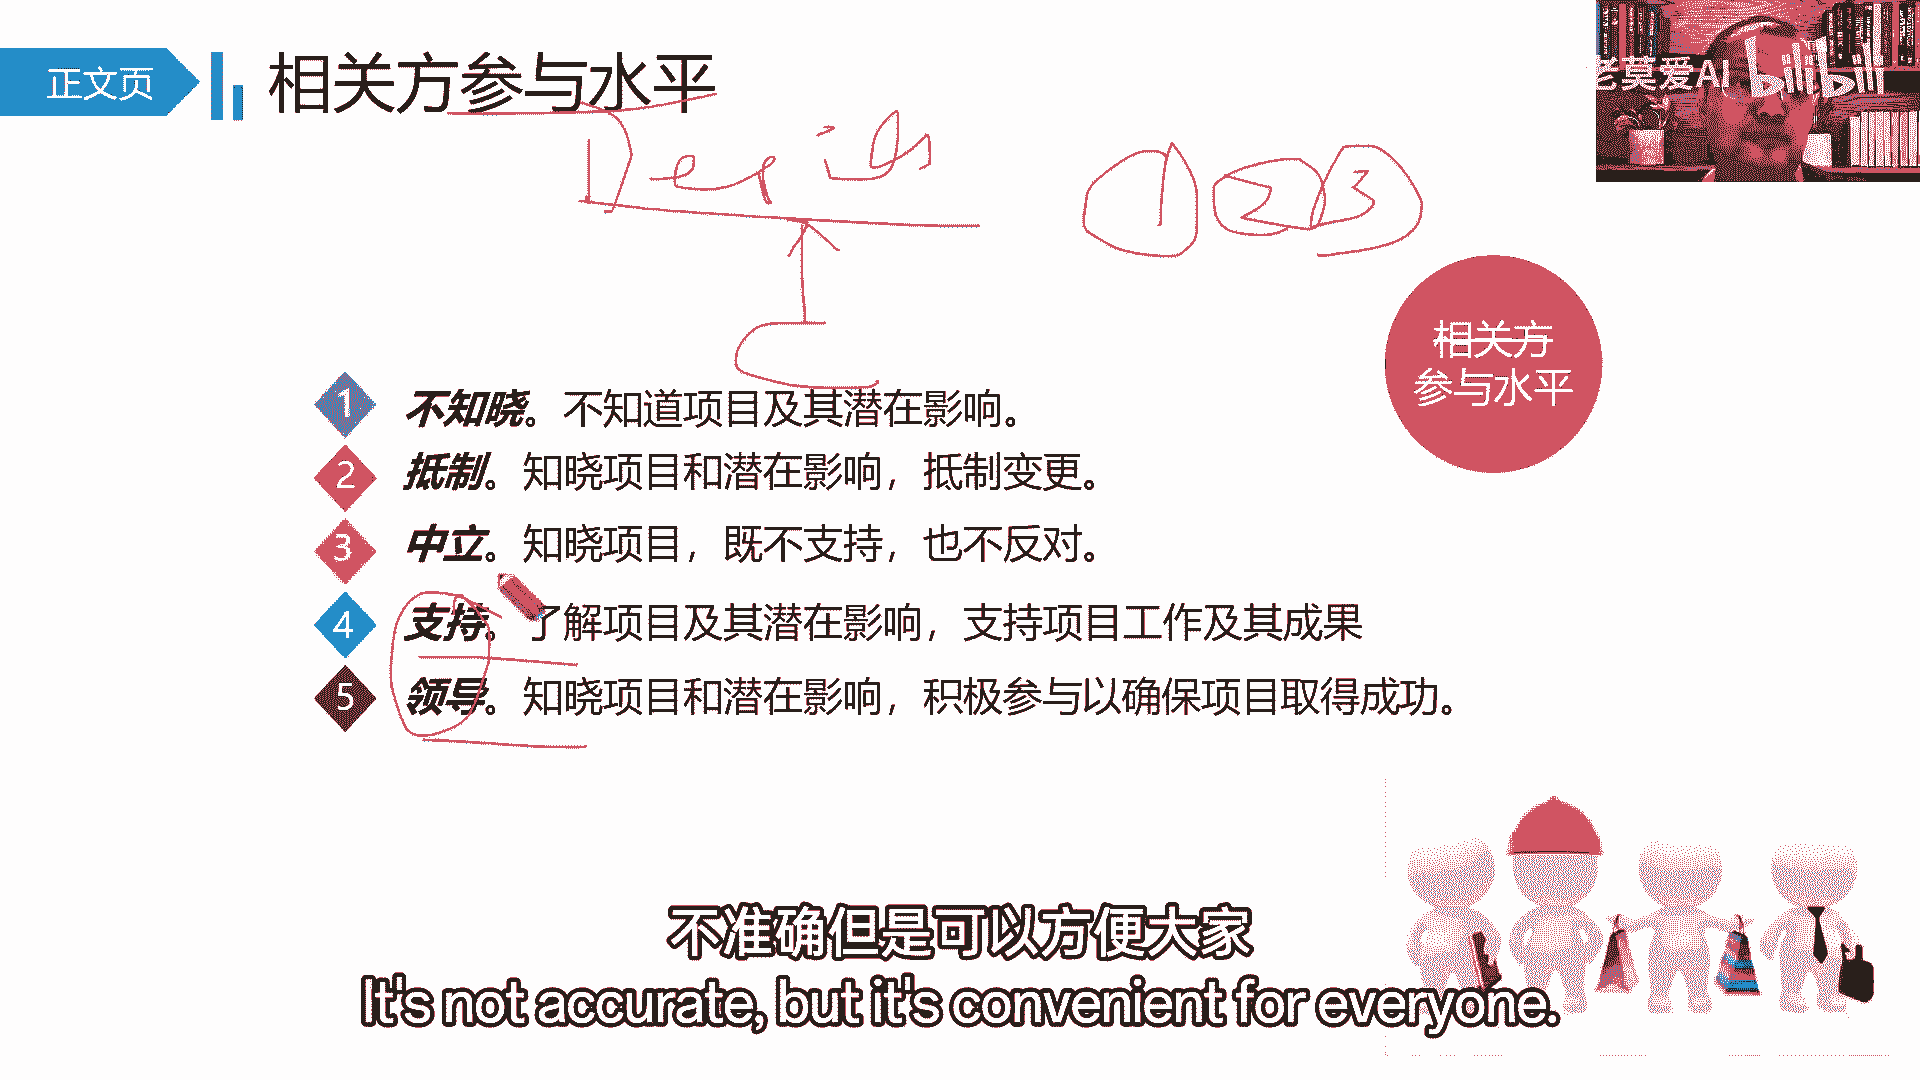 正文页
相关方参与水平
老莫爱AI bilibili
1 2 3
相关方
参与水平
1 不知晓。不知道项目及其潜在影响。
2 抵制。知晓项目和潜在影响，抵制变更。
3 中立。知晓项目，既不支持，也不反对。
4 支持。了解项目及其潜在影响，支持项目工作及其成果
5 领导。知晓项目和潜在影响，积极参与以确保项目取得成功。
不准确但是可以方便大家
It's not accurate, but it's convenient for everyone.